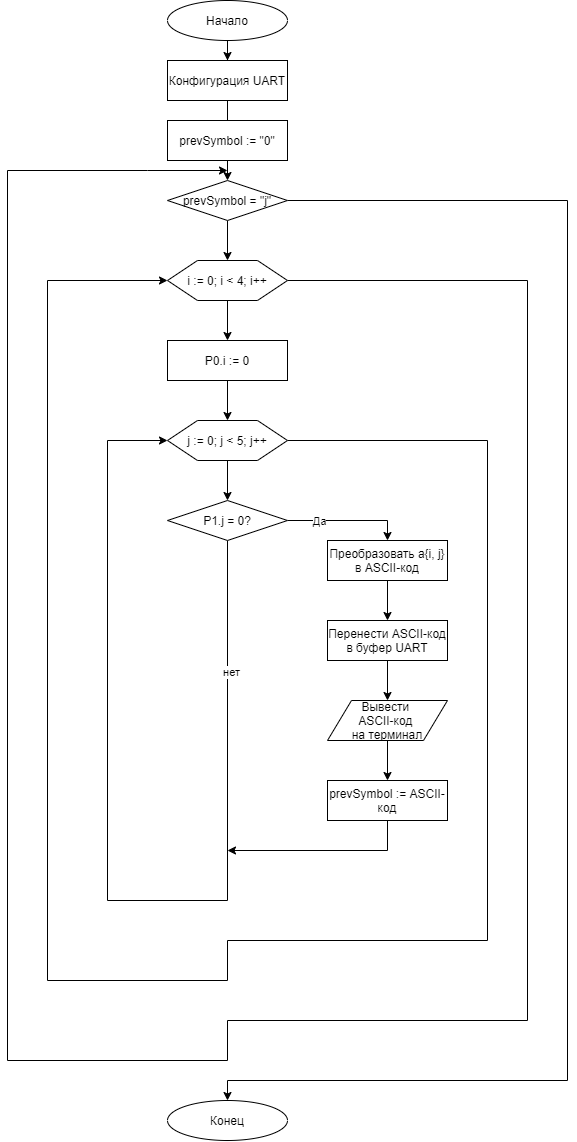 Начало
Конфигурация UART
prevSymbol := "0"
prevSymbol = "j"
i := 0; i < 4; i++
P0.i := 0
j := 0; j < 5; j++
P1.j = 0?
Да
Преобразовать a{i, j}
в ASCII-код
Перенести ASCII-код
в буфер UART
нет
Вывести
ASCII-код
на терминал
prevSymbol := ASCII-
код
Конец